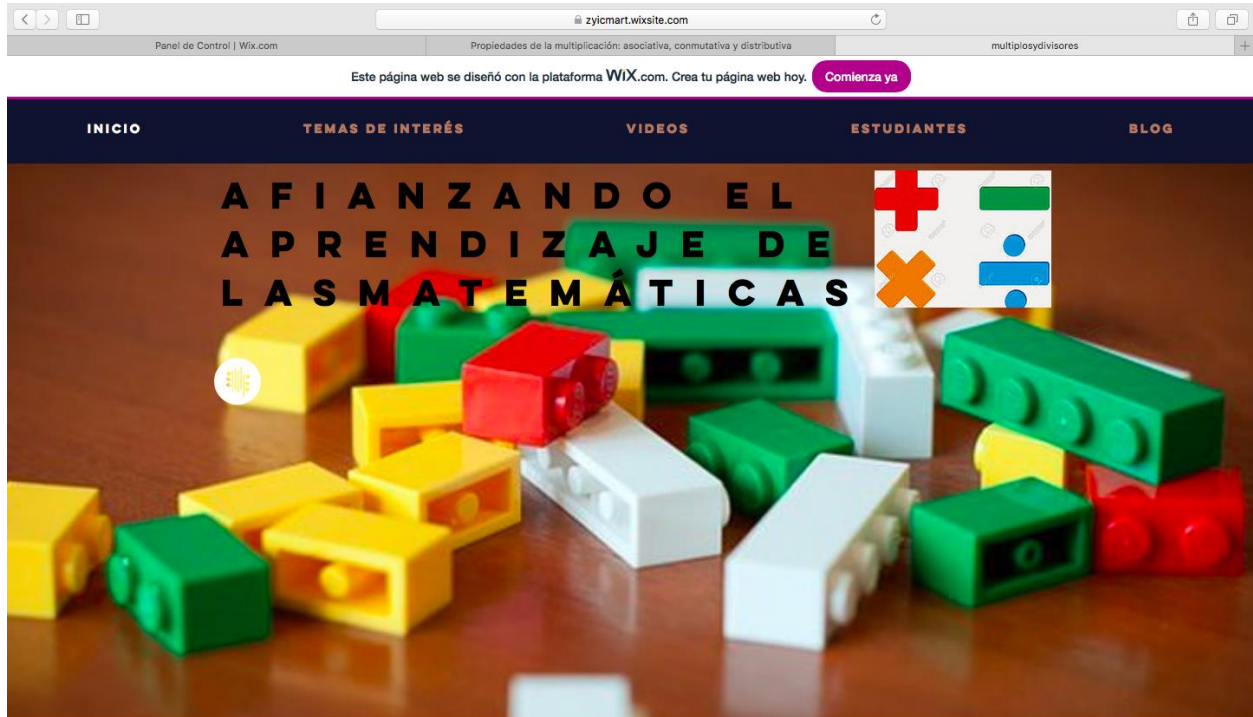 zyicmart.wixsite.com
Panel de Control | Wix.com
Propiedades de la multiplicación: asociativa, conmutativa y distributiva
multiplosydivisores
Este página web se diseñó con la plataforma WiX.com. Crea tu página web hoy. Comienza ya
INICIO
TEMAS DE INTERÉS
VIDEOS
ESTUDIANTES
BLOG
AFIANZANDO EL
APRENDIZAJE DE
LASMATEMÁTICAS